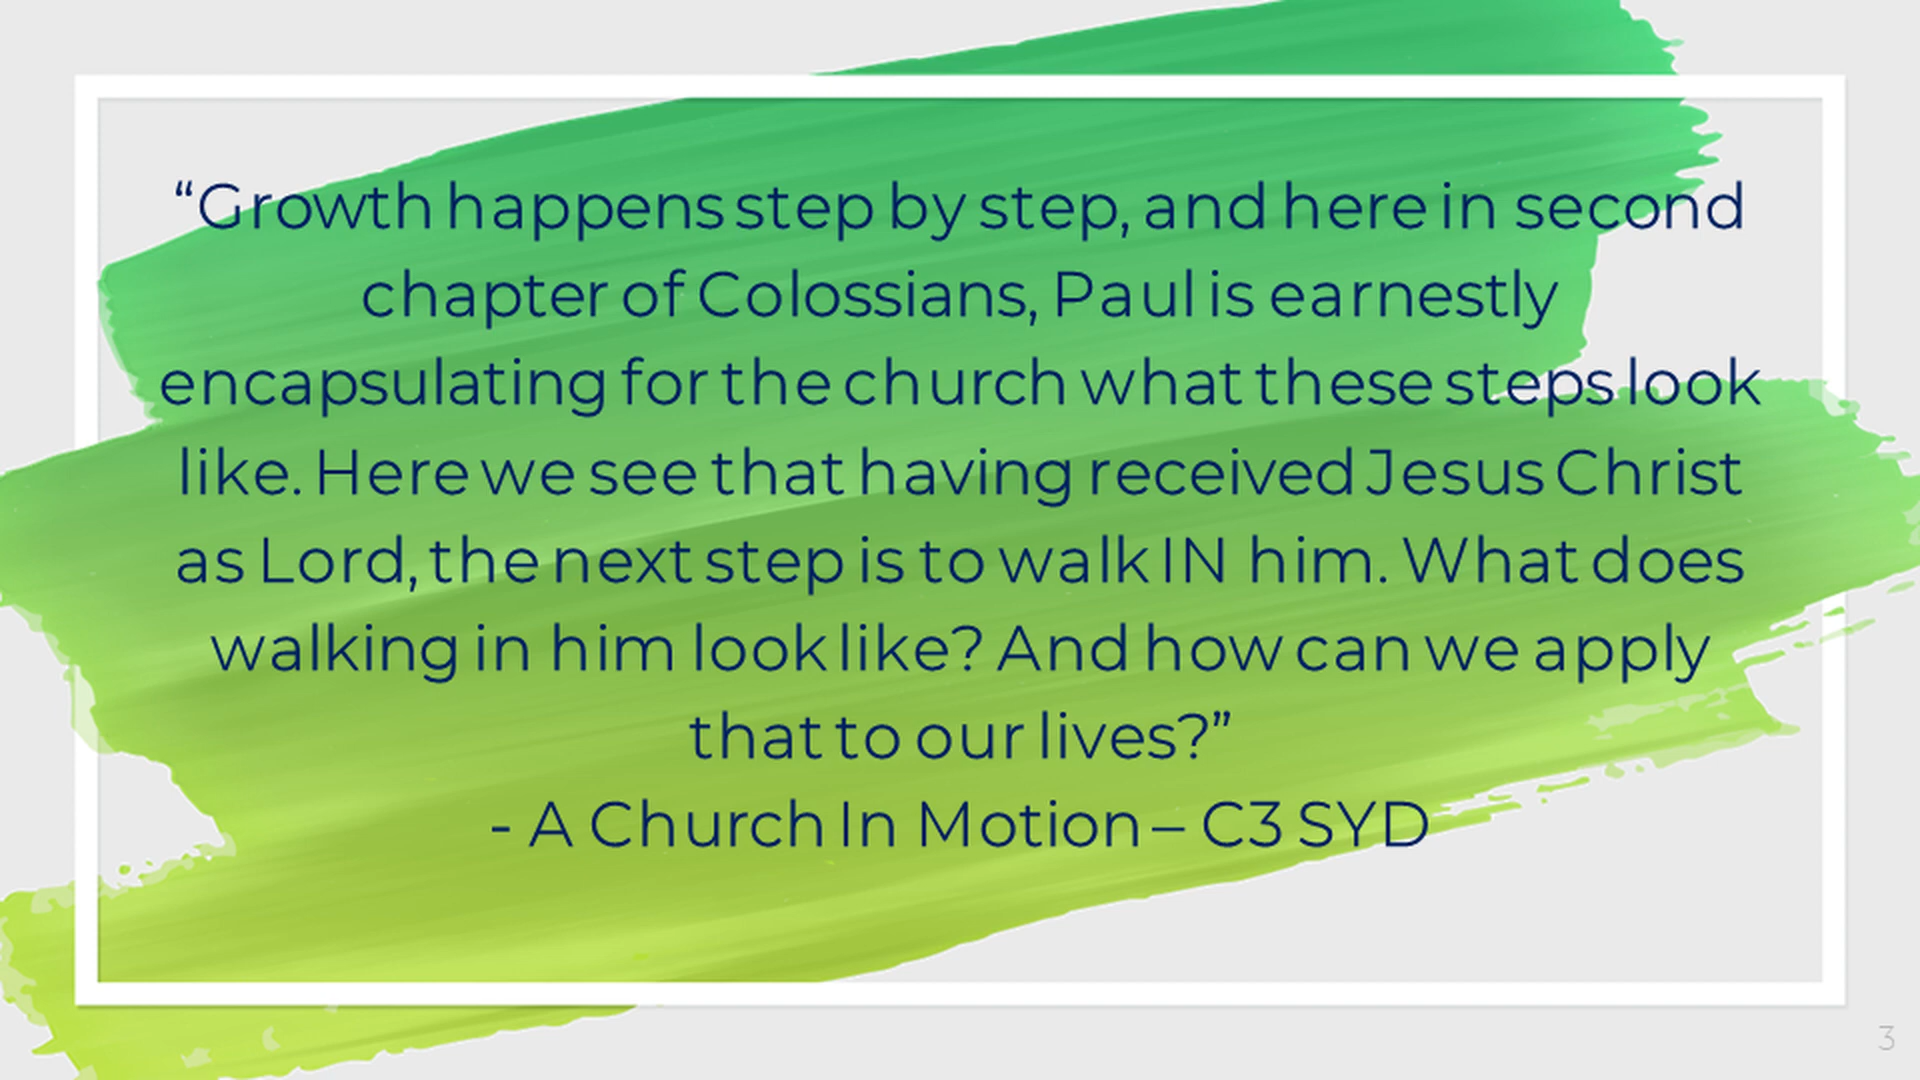 “Growth happens step by step, and here in second
chapter of Colossians, Paul is earnestly
encapsulating for the church what these steps look
like. Here we see that having received Jesus Christ
as Lord, the next step is to walk IN him. What does
walking in him look like? And how can we apply
that to our lives?”
- A Church In Motion – C3 SYD
3